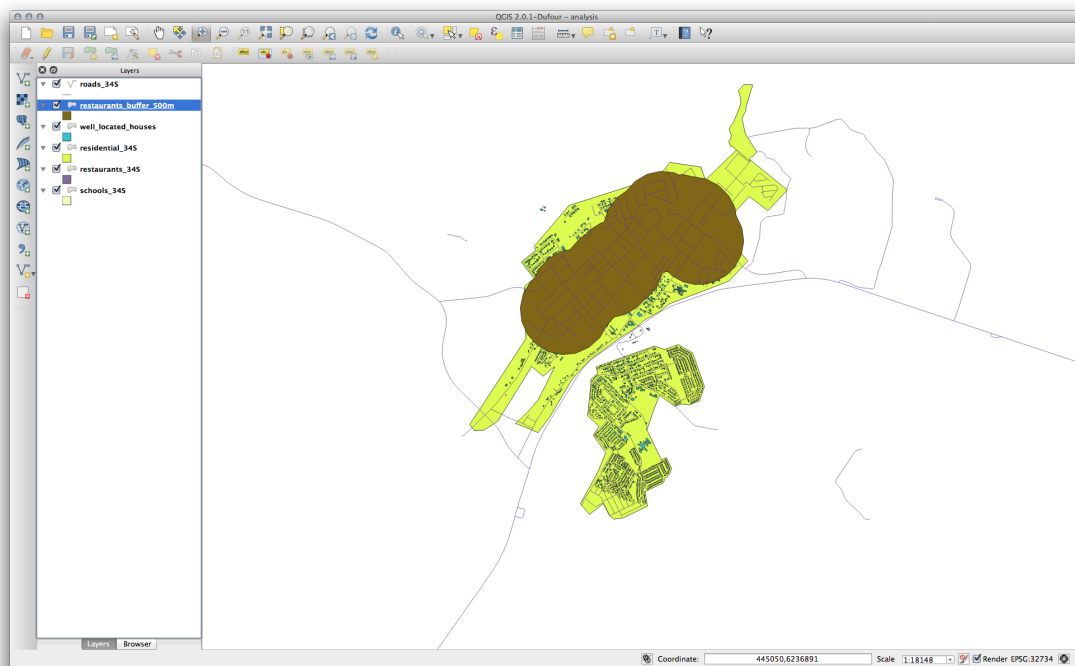 QGIS 2.0.1-Dufour - analysis
Layers
roads_34S
restaurants_buffer_500m
well_located_houses
residential_34S
restaurants_34S
schools_34S
Layers Browser
Coordinate: 445050,6236891 Scale 1:18148 Render EPSG:32734